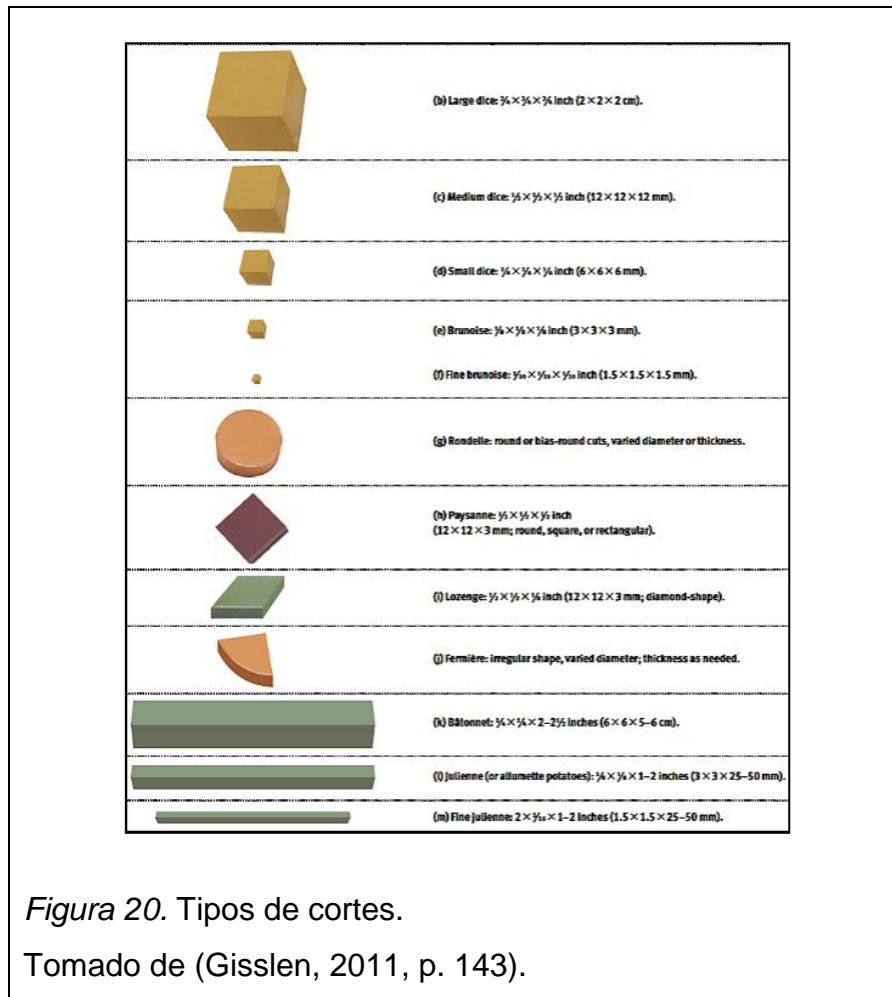 (b) Large dice: ¾ × ¾ × ¾ inch (2 × 2 × 2 cm).
(c) Medium dice: ½ × ½ × ½ inch (12 × 12 × 12 mm).
(d) Small dice: ¼ × ¼ × ¼ inch (6 × 6 × 6 mm).
(e) Brunoise: ⅛ × ⅛ × ⅛ inch (3 × 3 × 3 mm).
(f) Fine brunoise: ¹⁄₁₆ × ¹⁄₁₆ × ¹⁄₁₆ inch (1.5 × 1.5 × 1.5 mm).
(g) Rondelle: round or bias-round cuts, varied diameter or thickness.
(h) Paysanne: ½ × ½ × inch
(12 × 12 × 3 mm; round, square, or rectangular).
(i) Lozenge: ½ × ½ × ⅛ inch (12 × 12 × 3 mm; diamond-shape).
(j) Fermière: irregular shape, varied diameter; thickness as needed.
(k) Bâtonnet: ¼ × ¼ × 2–2½ inches (6 × 6 × 5–6 cm).
(l) Julienne (or allumette potatoes): ⅛ × ⅛ × 1–2 inches (3 × 3 × 25–50 mm).
(m) Fine julienne: 2 × ¹⁄₁₆ × 1–2 inches (1.5 × 1.5 × 25–50 mm).
Figura 20. Tipos de cortes.
Tomado de (Gisslen, 2011, p. 143).